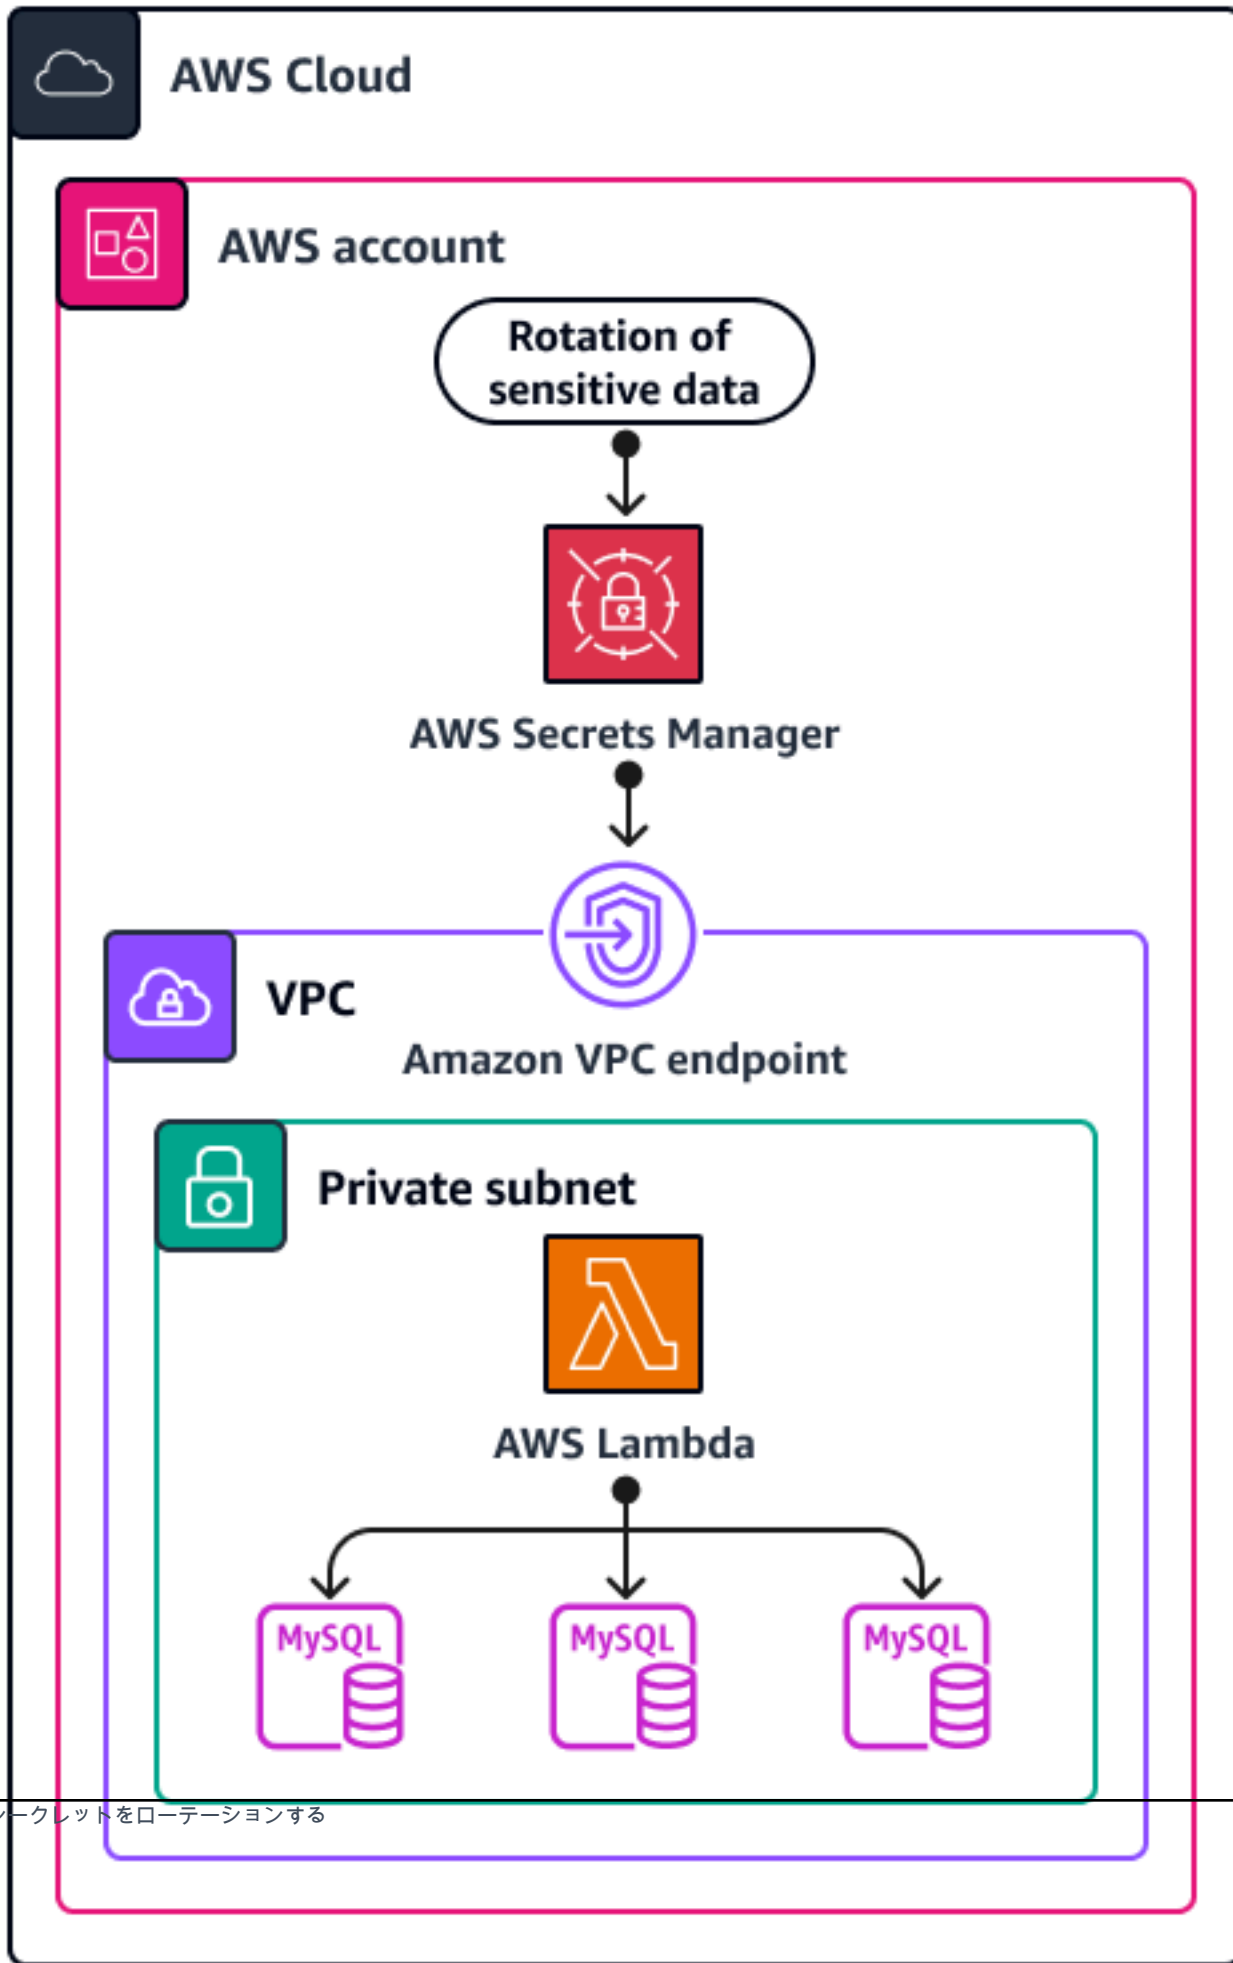 AWS Cloud
AWS account
Rotation of
sensitive data
AWS Secrets Manager
VPC
Amazon VPC endpoint
Private subnet
AWS Lambda
MySQL MySQL MySQL
ークレットをローテーションする